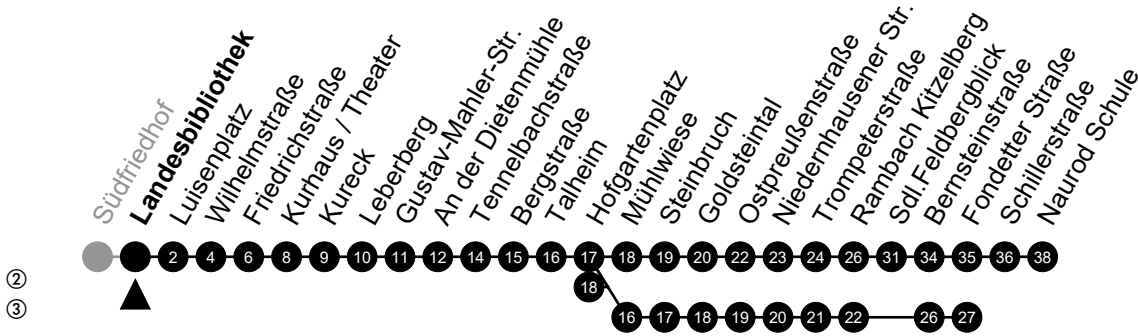 Südfriedhof
Landesbibliothek
Luisenplatz
Wilhelmstraße
Friedrichstraße
Kurhaus / Theater
Kureck
Leberberg
Gustav-Mahler-Str.
An der Dietenmühle
Tennelbachstraße
Bergstraße
Talheim
Hofgartenplatz
Mühlwiese
Steinbruch
Goldsteintal
Ostpreußenstraße
Niedernhausener Str.
Trompeterstraße
Rambach Kitzelberg
Sdl.Feldbergblick
Bernsteinstraße
Fondetter Straße
Schillerstraße
Naurod Schule
2 4 6 8 9 10 11 12 14 15 16 17 18 19 20 22 23 24 26 31 34 35 36 38
② 18
③ 16 17 18 19 20 21 22 26 27